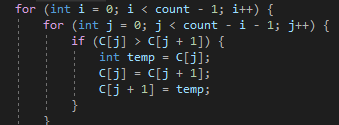 for (int i = 0; i < count - 1; i++) {
for (int j = 0; j < count - i - 1; j++) {
if (C[j] > C[j + 1]) {
int temp = C[j];
C[j] = C[j + 1];
C[j + 1] = temp;
}
}